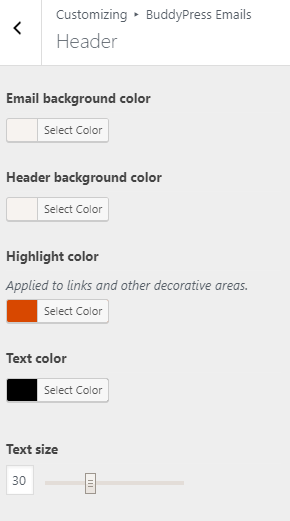 Customizing ▸ BuddyPress Emails
Header
Email background color
Select Color
Header background color
Select Color
Highlight color
Applied to links and other decorative areas.
Select Color
Text color
Select Color
Text size
30